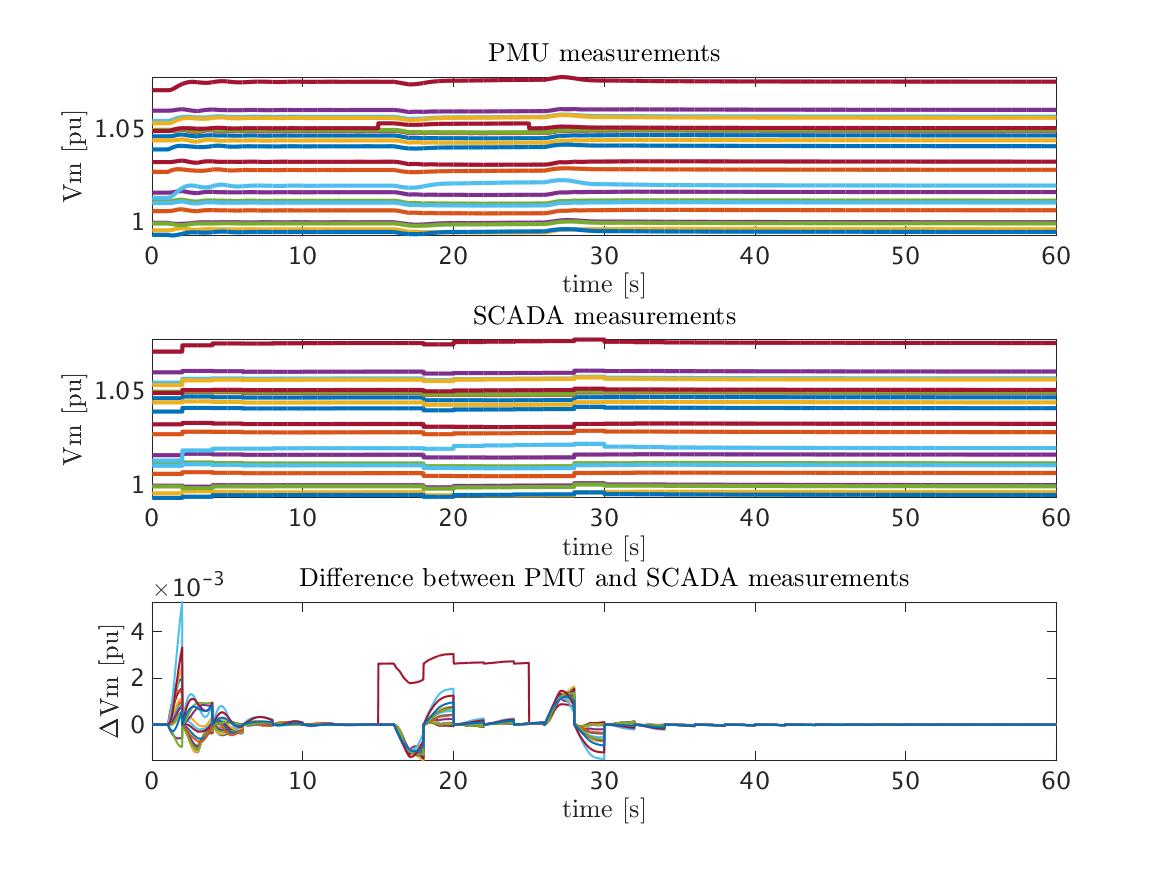 PMU measurements
Vm [pu]
1.05
1
0 10 20 30 40 50 60
time [s]
SCADA measurements
Vm [pu]
1.05
1
0 10 20 30 40 50 60
time [s]
Difference between PMU and SCADA measurements
×10⁻³
ΔVm [pu]
4
2
0
0 10 20 30 40 50 60
time [s]